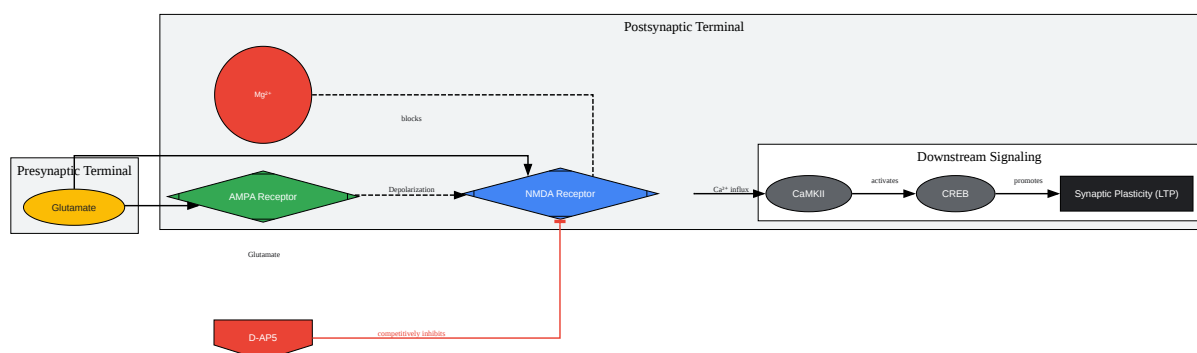 Postsynaptic Terminal
Mg²⁺
blocks
Presynaptic Terminal
Glutamate
AMPA Receptor
Depolarization
NMDA Receptor
Ca²⁺ influx
Downstream Signaling
CaMKII
activates
CREB
promotes
Synaptic Plasticity (LTP)
Glutamate
D-AP5
competitively inhibits